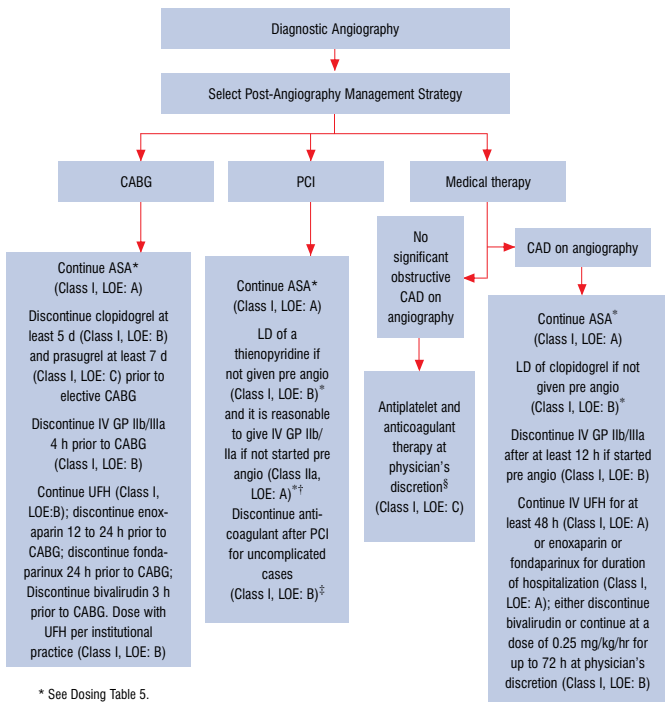 Diagnostic Angiography
Select Post-Angiography Management Strategy
CABG
PCI
Medical therapy
Continue ASA*
(Class I, LOE: A)
Discontinue clopidogrel at
least 5 d (Class I, LOE: B)
and prasugrel at least 7 d
(Class I, LOE: C) prior to
elective CABG
Discontinue IV GP IIb/IIIa
4 h prior to CABG
(Class I, LOE: B)
Continue UFH (Class I,
LOE:B); discontinue enox-
aparin 12 to 24 h prior to
CABG; discontinue fonda-
parinux 24 h prior to CABG;
Discontinue bivalirudin 3 h
prior to CABG. Dose with
UFH per institutional
practice (Class I, LOE: B)
Continue ASA*
(Class I, LOE: A)
LD of a
thienopyridine if
not given pre angio
(Class I, LOE: B)*
and it is reasonable
to give IV GP IIb/
IIa if not started pre
angio (Class IIa,
LOE: A)*†
Discontinue anti-
coagulant after PCI
for uncomplicated
cases
(Class I, LOE: B)‡
No
significant
obstructive
CAD on
angiography
Antiplatelet and
anticoagulant
therapy at
physician's
discretion§
(Class I, LOE: C)
CAD on angiography
Continue ASA*
(Class I, LOE: A)
LD of clopidogrel if not
given pre angio
(Class I, LOE: B)*
Discontinue IV GP IIb/IIIa
after at least 12 h if started
pre angio (Class I, LOE: B)
Continue IV UFH for at
least 48 h (Class I, LOE: A)
or enoxaparin or
fondaparinux for duration
of hospitalization (Class I,
LOE: A); either discontinue
bivalirudin or continue at a
dose of 0.25 mg/kg/hr for
up to 72 h at physician's
discretion (Class I, LOE: B)
* See Dosing Table 5.